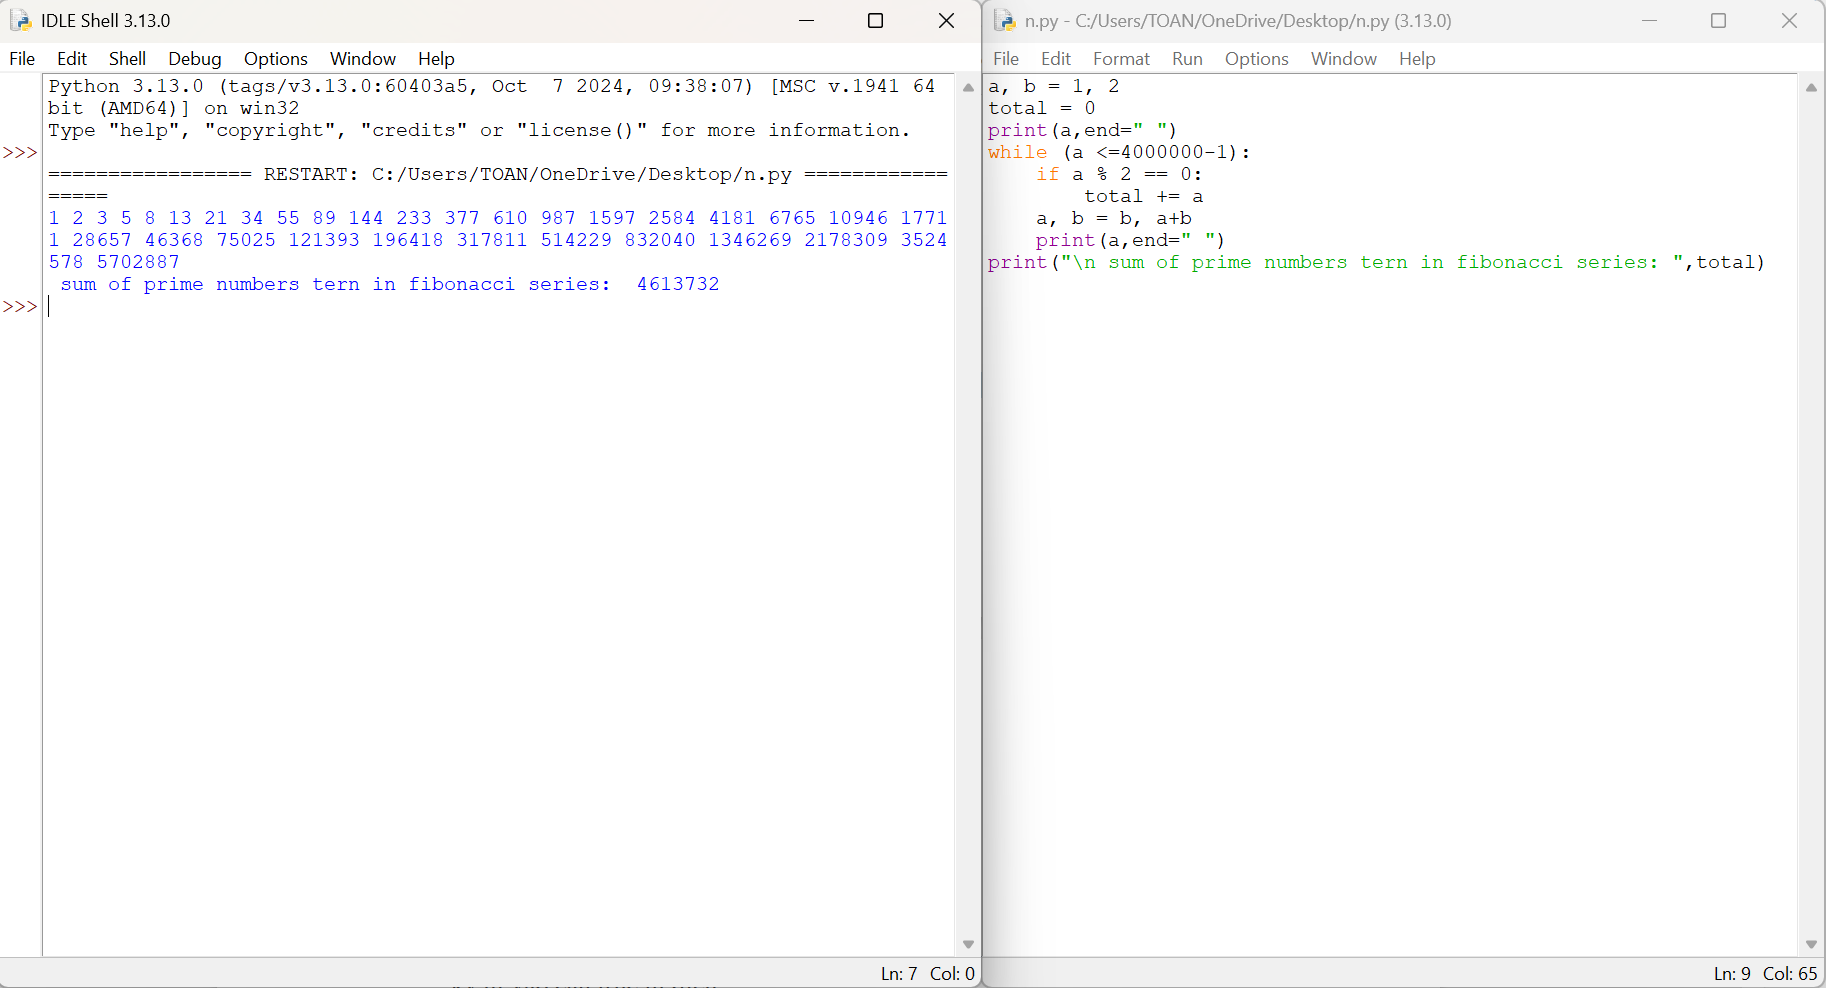 IDLE Shell 3.13.0
File Edit Shell Debug Options Window Help
Python 3.13.0 (tags/v3.13.0:60403a5, Oct  7 2024, 09:38:07) [MSC v.1941 64
bit (AMD64)] on win32
Type "help", "copyright", "credits" or "license()" for more information.
>>>
================= RESTART: C:/Users/TOAN/OneDrive/Desktop/n.py ============
=====
1 2 3 5 8 13 21 34 55 89 144 233 377 610 987 1597 2584 4181 6765 10946 1771
1 28657 46368 75025 121393 196418 317811 514229 832040 1346269 2178309 3524
578 5702887
 sum of prime numbers tern in fibonacci series:  4613732
>>>
Ln: 7 Col: 0
n.py - C:/Users/TOAN/OneDrive/Desktop/n.py (3.13.0)
File Edit Format Run Options Window Help
a, b = 1, 2
total = 0
print(a,end=" ")
while (a <=4000000-1):
    if a % 2 == 0:
        total += a
    a, b = b, a+b
    print(a,end=" ")
print("\n sum of prime numbers tern in fibonacci series: ",total)
Ln: 9 Col: 65